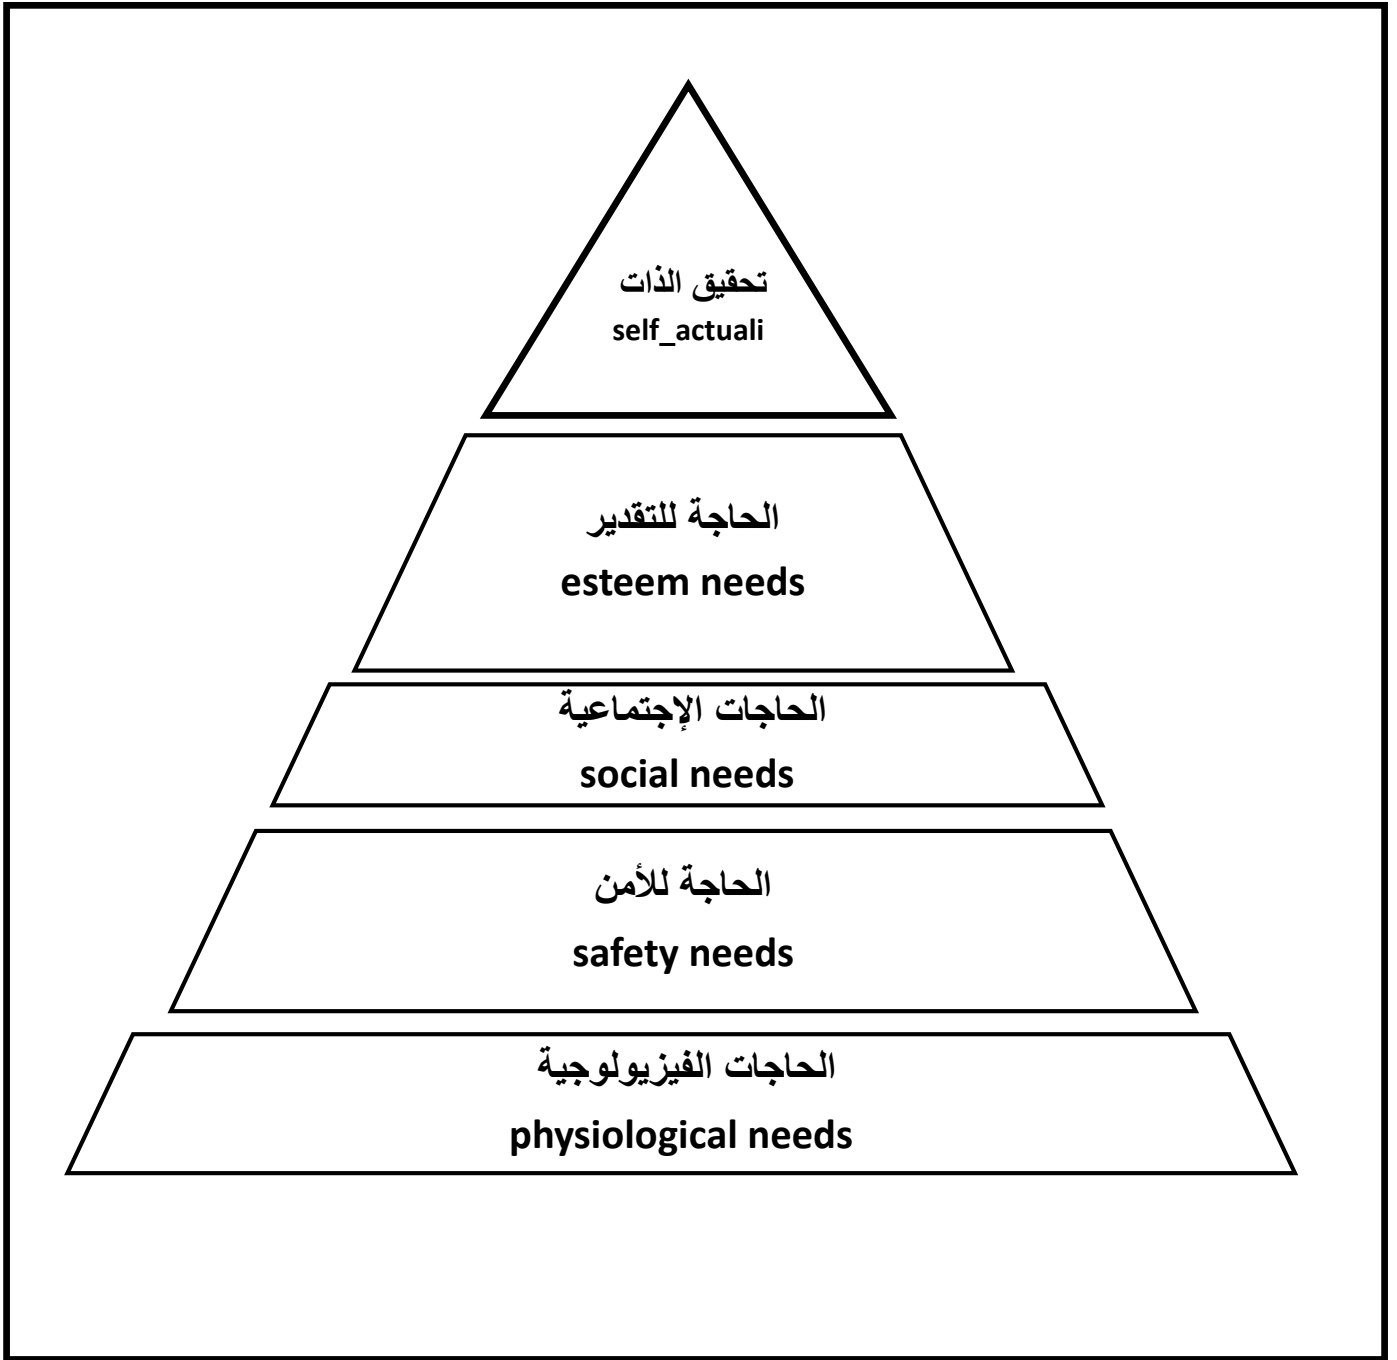 تحقيق الذات
self_actuali
الحاجة للتقدير
esteem needs
الحاجات الإجتماعية
social needs
الحاجة للأمن
safety needs
الحاجات الفيزيولوجية
physiological needs